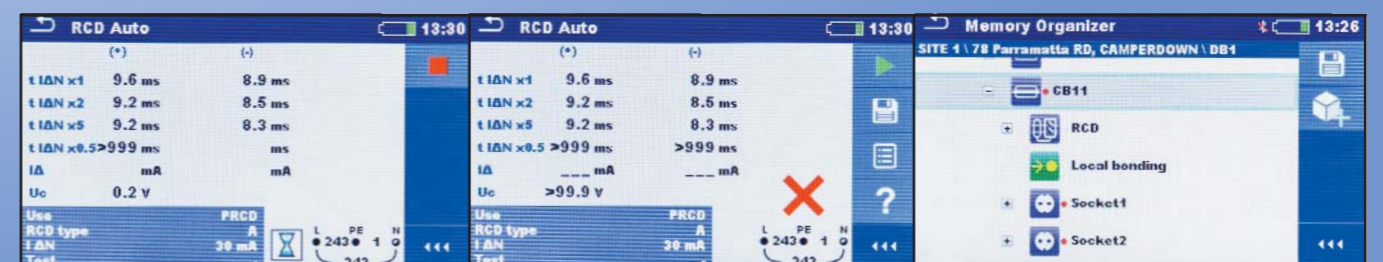 RCD Auto 13:30
(+) (-)
t IΔN x1 9.6 ms 8.9 ms
t IΔN x2 9.2 ms 8.5 ms
t IΔN x5 9.2 ms 8.3 ms
t IΔN x0.5 >999 ms ms
IΔ mA mA
Uc 0.2 V
Use PRCD
RCD type A
I ΔN 30 mA
Test
L PE N
243 1
243
RCD Auto 13:30
(+) (-)
t IΔN x1 9.6 ms 8.9 ms
t IΔN x2 9.2 ms 8.5 ms
t IΔN x5 9.2 ms 8.3 ms
t IΔN x0.5 >999 ms >999 ms
IΔ ___ mA ___ mA
Uc >99.9 V
Use PRCD
RCD type A
I ΔN 30 mA
Test
L PE N
243 1
243
?
Memory Organizer 13:26
SITE 1 \ 78 Parramatta RD, CAMPERDOWN \ DB1
CB11
RCD
Local bonding
Socket1
Socket2